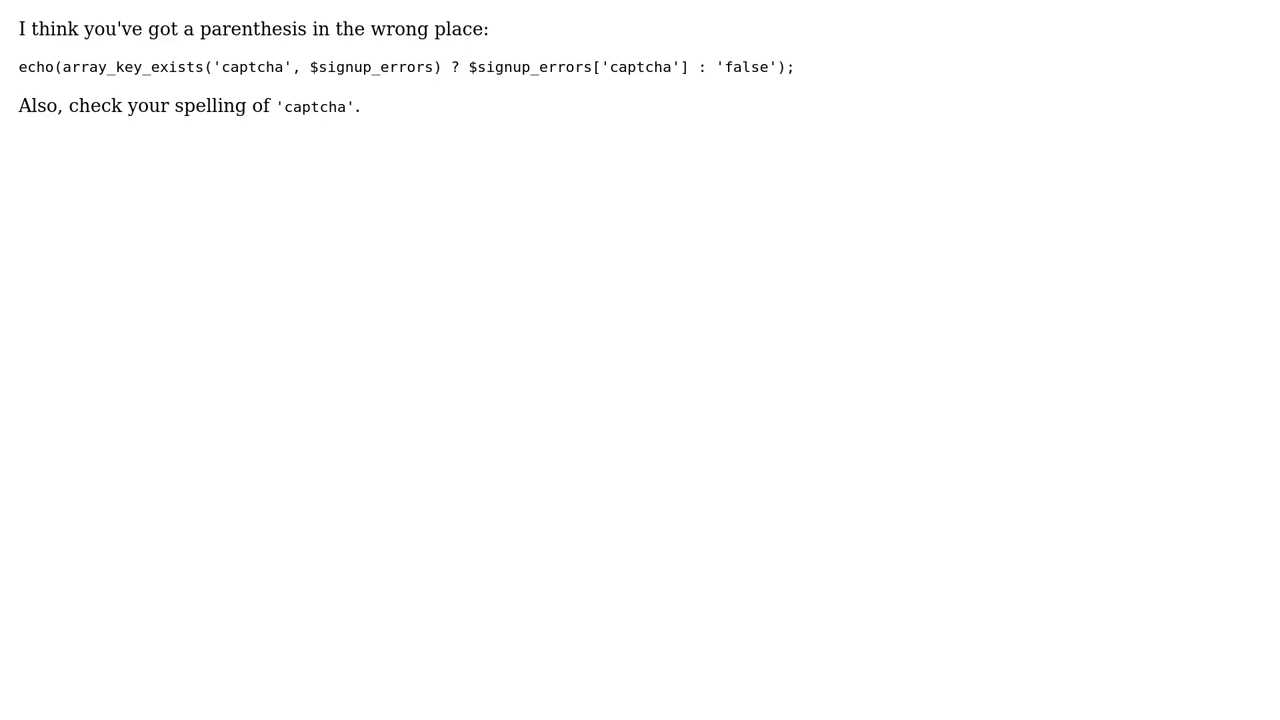 I think you've got a parenthesis in the wrong place:
echo(array_key_exists('captcha', $signup_errors) ? $signup_errors['captcha'] : 'false');
Also, check your spelling of 'captcha'.